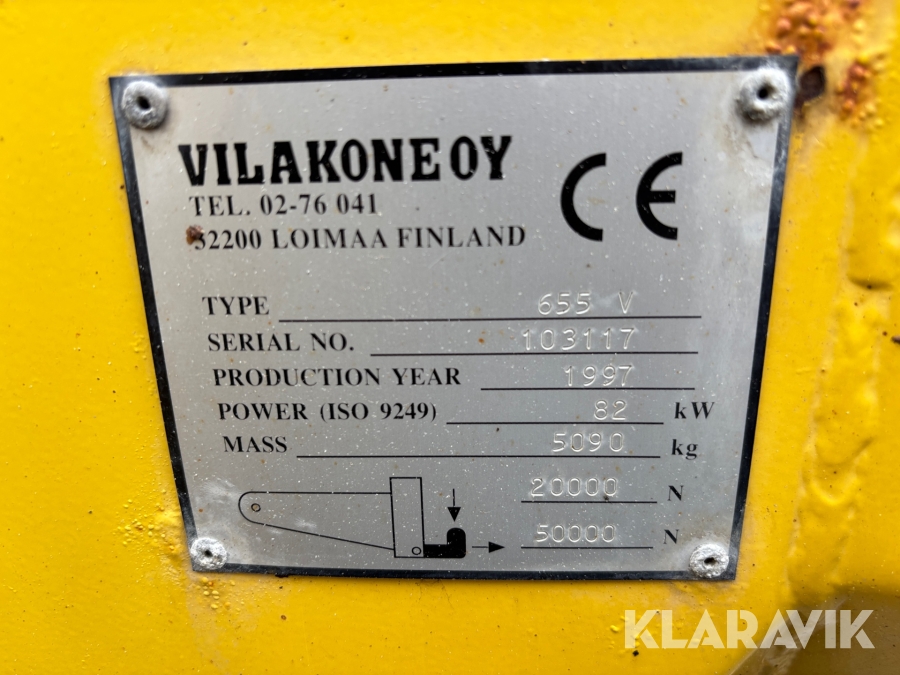 VILAKONE OY
TEL. 02-76 041
32200 LOIMAA FINLAND
CE
TYPE 655 V
SERIAL NO. 103117
PRODUCTION YEAR 1997
POWER (ISO 9249) 82 kW
MASS 5090 kg
20000 N
50000 N
KLARAVIK